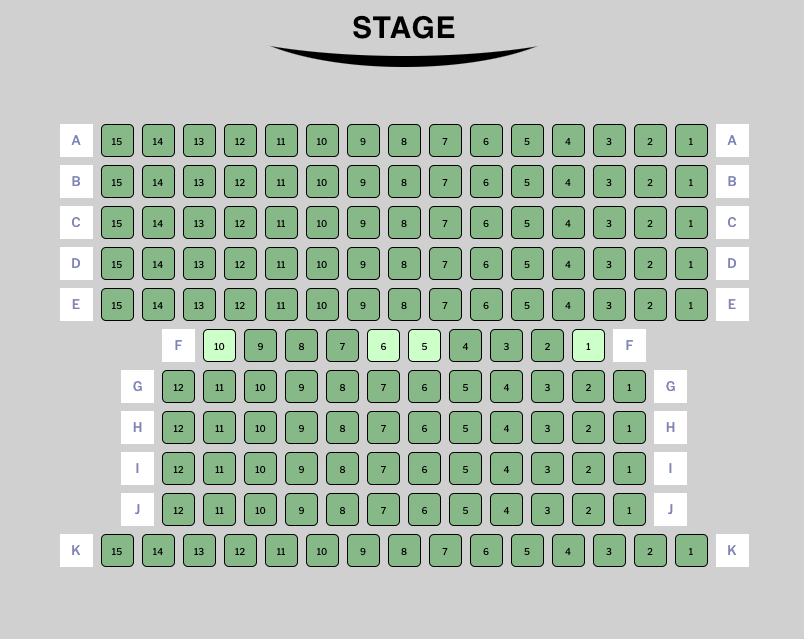 STAGE
A 15 14 13 12 11 10 9 8 7 6 5 4 3 2 1 A
B 15 14 13 12 11 10 9 8 7 6 5 4 3 2 1 B
C 15 14 13 12 11 10 9 8 7 6 5 4 3 2 1 C
D 15 14 13 12 11 10 9 8 7 6 5 4 3 2 1 D
E 15 14 13 12 11 10 9 8 7 6 5 4 3 2 1 E
F 10 9 8 7 6 5 4 3 2 1 F
G 12 11 10 9 8 7 6 5 4 3 2 1 G
H 12 11 10 9 8 7 6 5 4 3 2 1 H
I 12 11 10 9 8 7 6 5 4 3 2 1 I
J 12 11 10 9 8 7 6 5 4 3 2 1 J
K 15 14 13 12 11 10 9 8 7 6 5 4 3 2 1 K